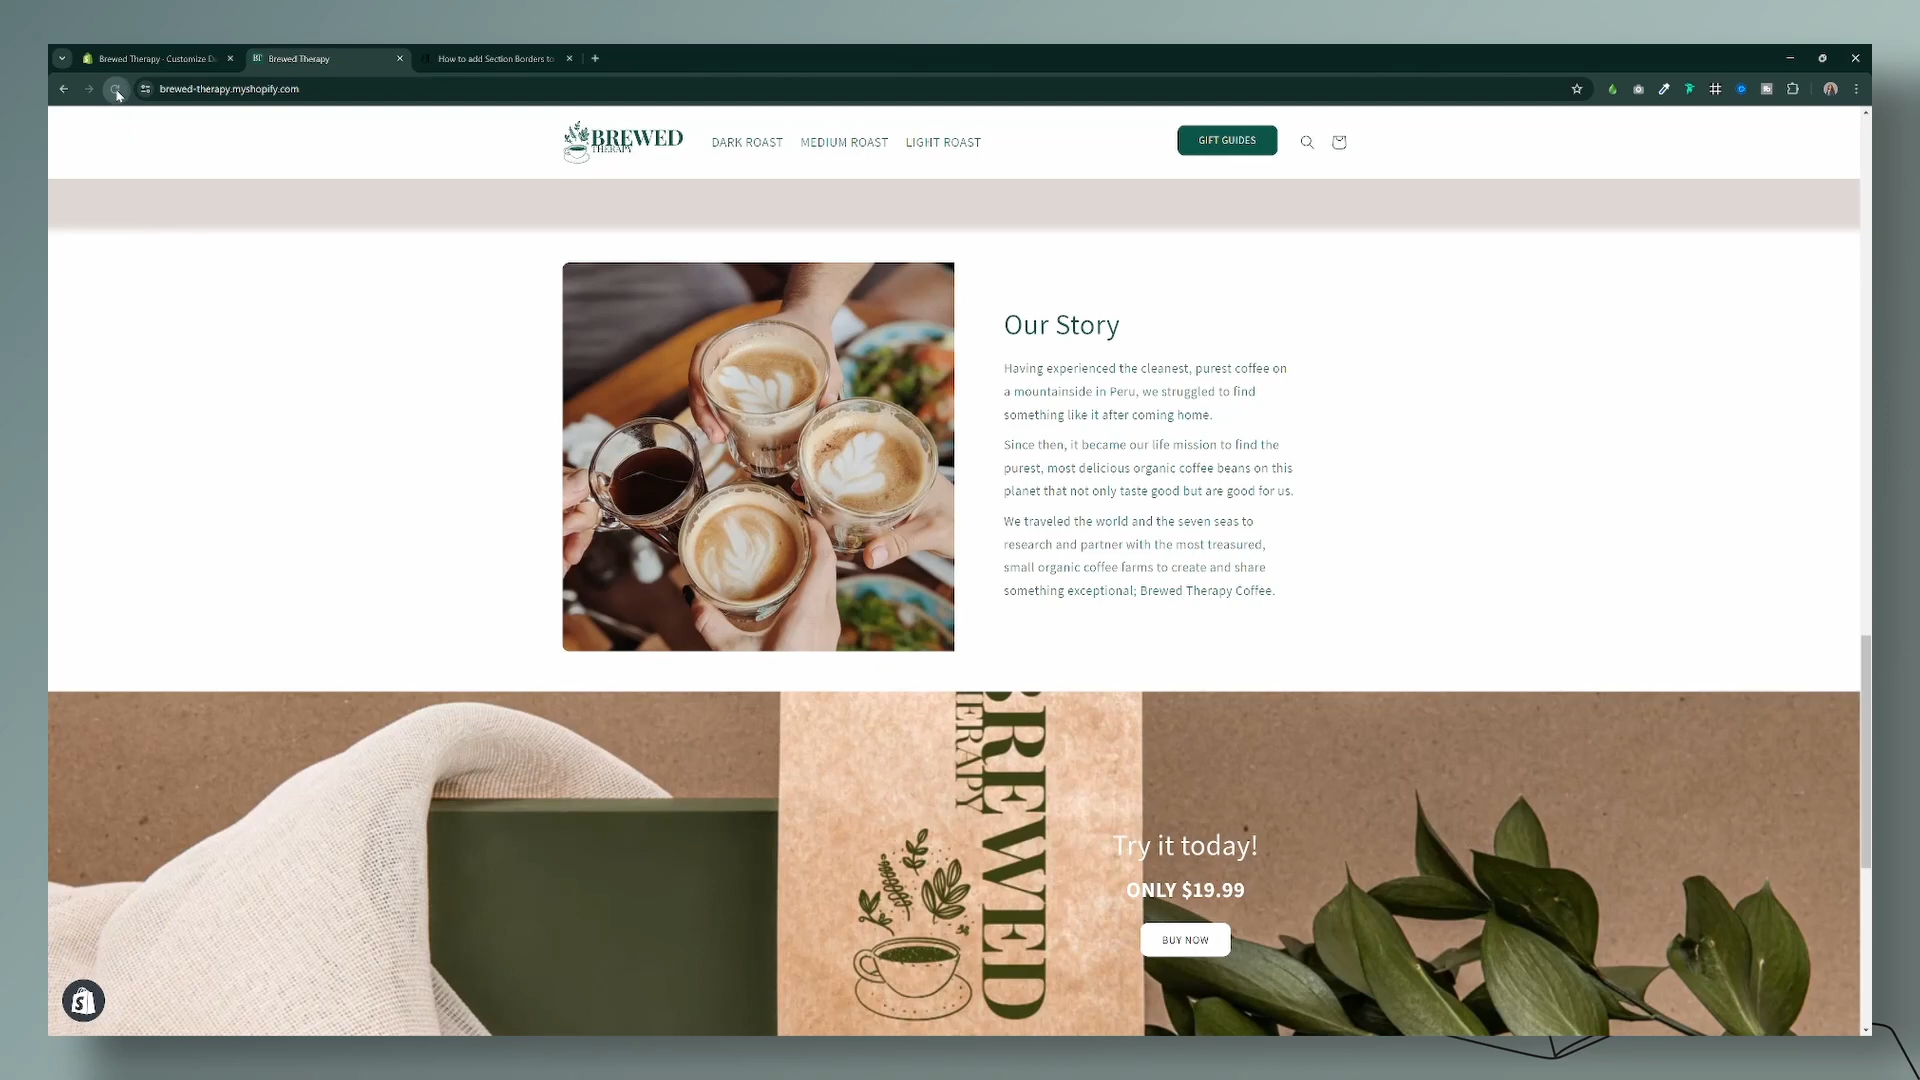 Brewed Therapy · Customize D
Brewed Therapy
How to add Section Borders to
brewed-therapy.myshopify.com
BREWED
THERAPY
DARK ROAST
MEDIUM ROAST
LIGHT ROAST
GIFT GUIDES
Our Story
Having experienced the cleanest, purest coffee on
a mountainside in Peru, we struggled to find
something like it after coming home.
Since then, it became our life mission to find the
purest, most delicious organic coffee beans on this
planet that not only taste good but are good for us.
We traveled the world and the seven seas to
research and partner with the most treasured,
small organic coffee farms to create and share
something exceptional; Brewed Therapy Coffee.
BREWED
THERAPY
Try it today!
ONLY $19.99
BUY NOW